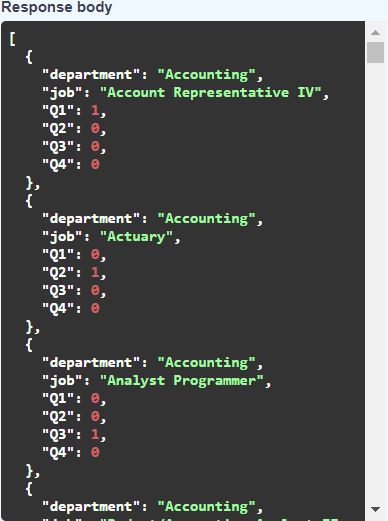 Response body
[
  {
    "department": "Accounting",
    "job": "Account Representative IV",
    "Q1": 1,
    "Q2": 0,
    "Q3": 0,
    "Q4": 0
  },
  {
    "department": "Accounting",
    "job": "Actuary",
    "Q1": 0,
    "Q2": 1,
    "Q3": 0,
    "Q4": 0
  },
  {
    "department": "Accounting",
    "job": "Analyst Programmer",
    "Q1": 0,
    "Q2": 0,
    "Q3": 1,
    "Q4": 0
  },
  {
    "department": "Accounting",